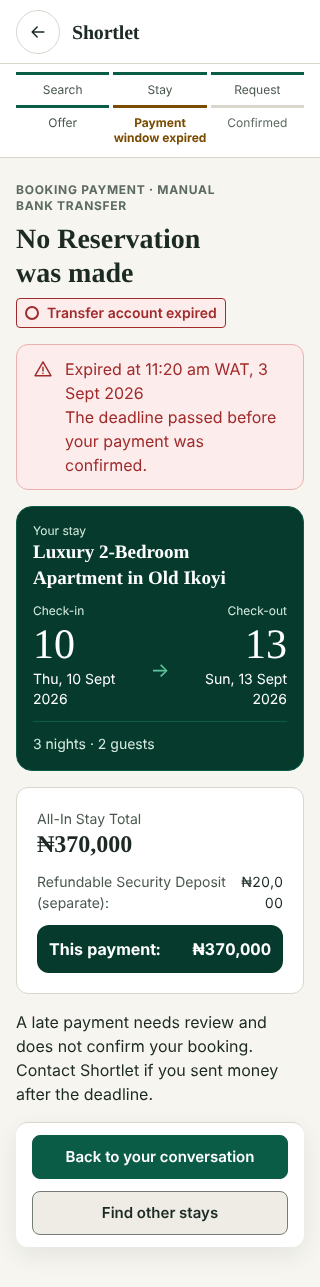 Shortlet
Search
Stay
Request
Offer
Payment
window expired
Confirmed
BOOKING PAYMENT · MANUAL
BANK TRANSFER
No Reservation
was made
Transfer account expired
Expired at 11:20 am WAT, 3
Sept 2026
The deadline passed before
your payment was
confirmed.
Your stay
Luxury 2-Bedroom
Apartment in Old Ikoyi
Check-in
10
Thu, 10 Sept
2026
Check-out
13
Sun, 13 Sept
2026
3 nights · 2 guests
All-In Stay Total
₦370,000
Refundable Security Deposit
(separate):
₦20,0
00
This payment: ₦370,000
A late payment needs review and
does not confirm your booking.
Contact Shortlet if you sent money
after the deadline.
Back to your conversation
Find other stays